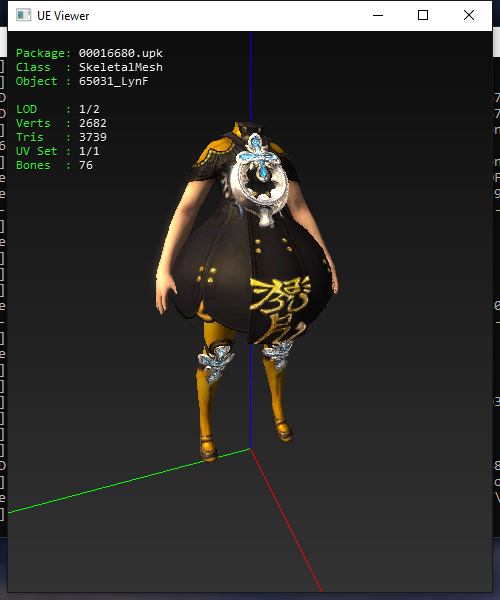 UE Viewer
Package: 00016680.upk
Class : SkeletalMesh
Object : 65031_LynF
LOD : 1/2
Verts : 2682
Tris : 3739
UV Set : 1/1
Bones : 76